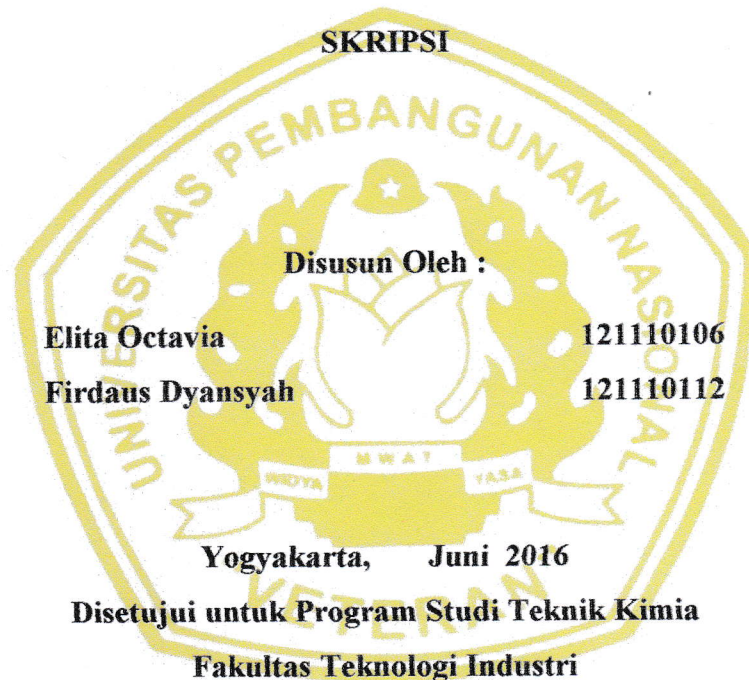 SKRIPSI
UNIVERSITAS PEMBANGUNAN NASIONAL
Disusun Oleh :
Elita Octavia 121110106
Firdaus Dyansyah 121110112
WIDYA MWAT YASA
Yogyakarta, Juni 2016
VETERAN
Disetujui untuk Program Studi Teknik Kimia
Fakultas Teknologi Industri